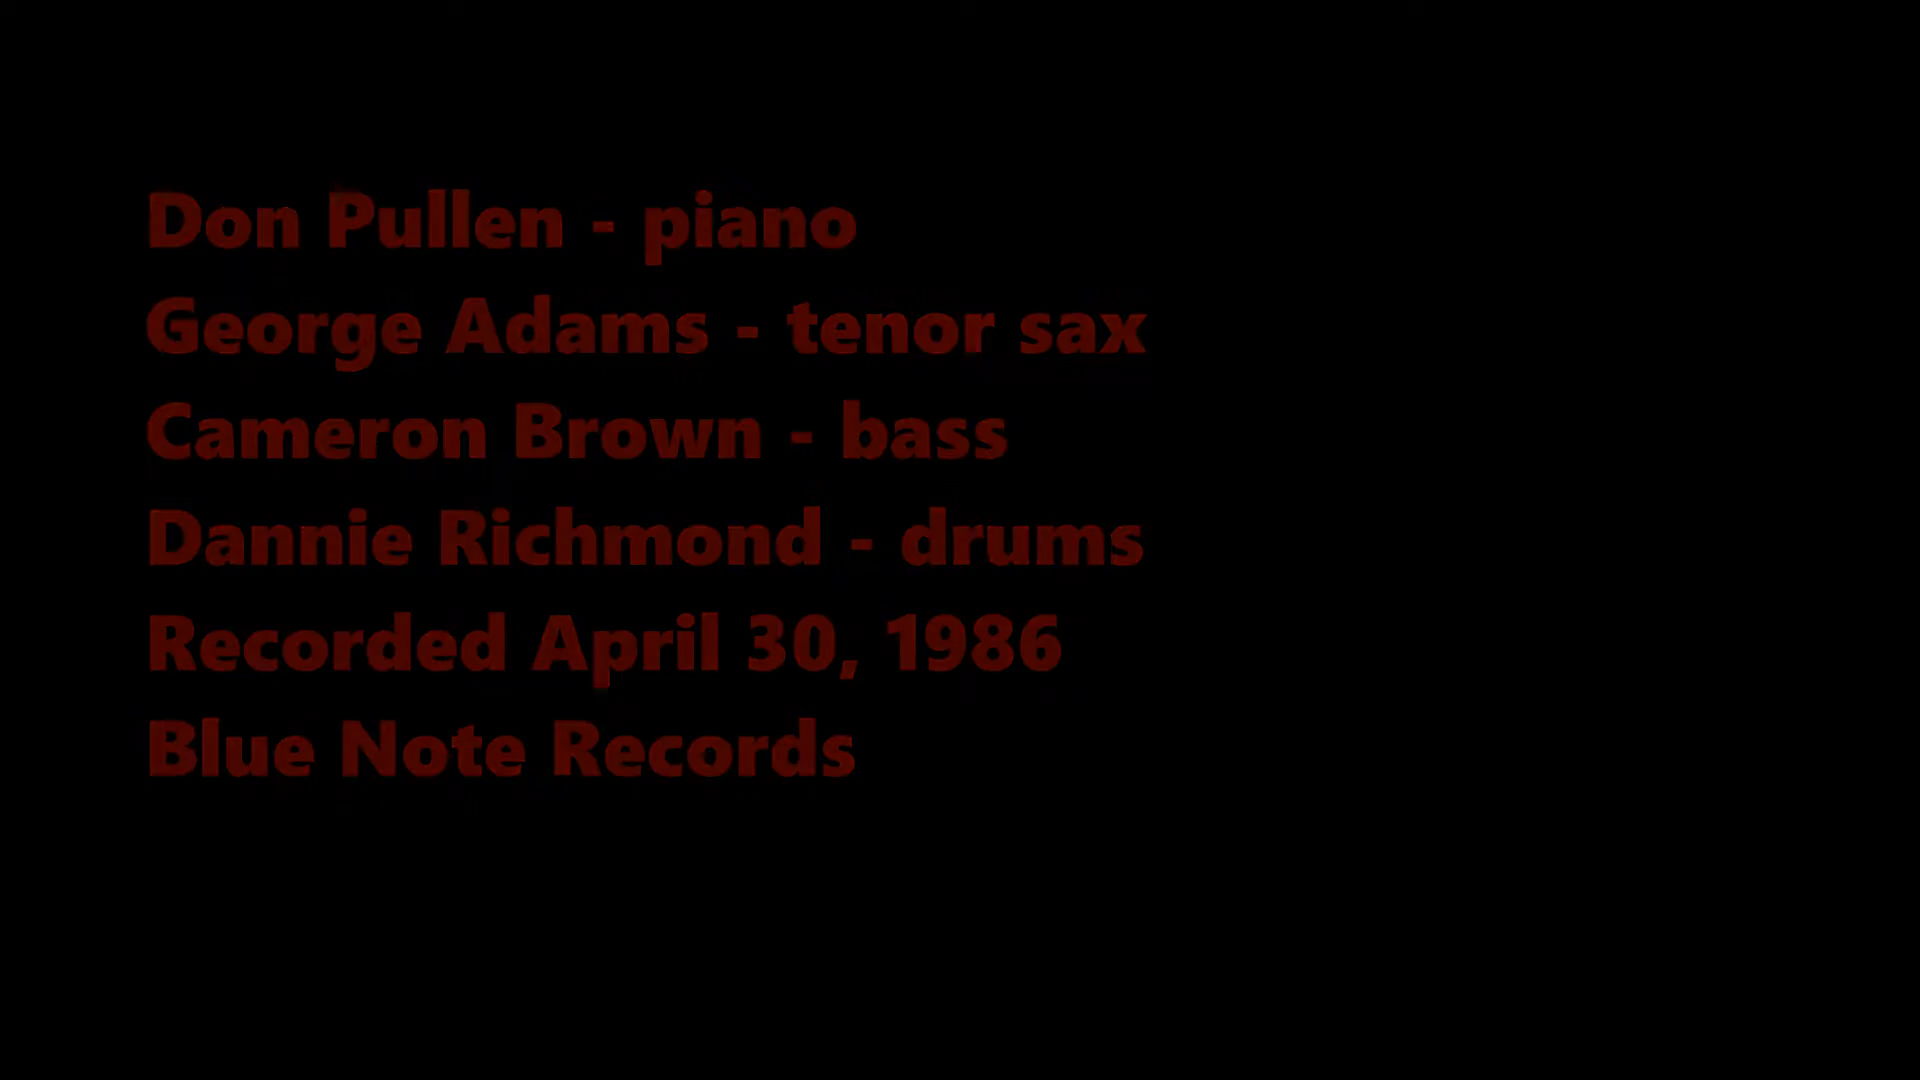 Don Pullen - piano
George Adams - tenor sax
Cameron Brown - bass
Dannie Richmond - drums
Recorded April 30, 1986
Blue Note Records